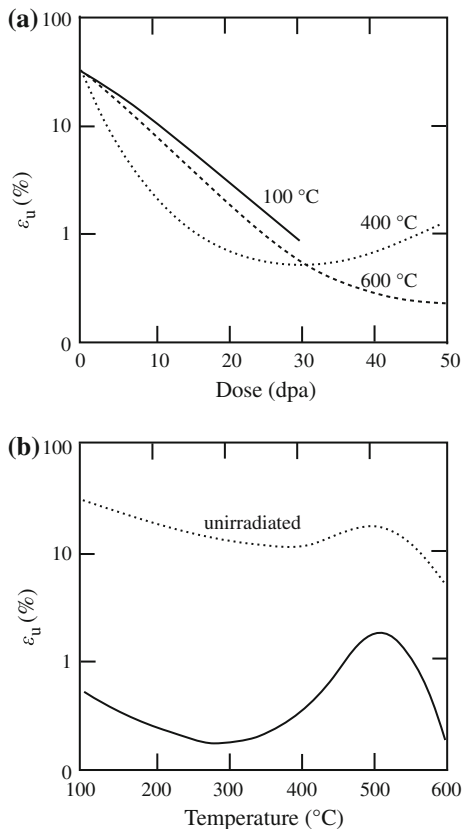 (a)
100
10
1
0
εu (%)
100 °C
400 °C
600 °C
0 10 20 30 40 50
Dose (dpa)
(b)
100
10
1
0
εu (%)
unirradiated
100 200 300 400 500 600
Temperature (°C)